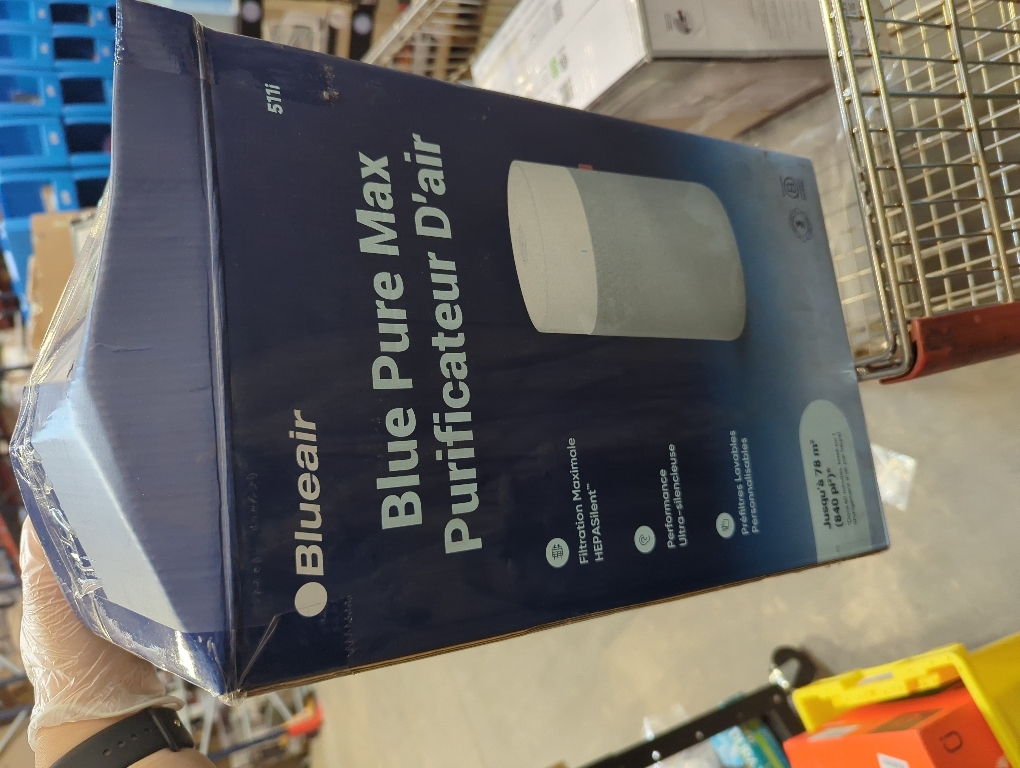 511i
Blueair
Blue Pure Max
Purificateur D'air
Filtration Maximale
HEPASilent™
Performance
Ultra-silencieuse
Préfiltres Lavables
Personnalisables
Jusqu'à 78 m²
(840 pi²)*